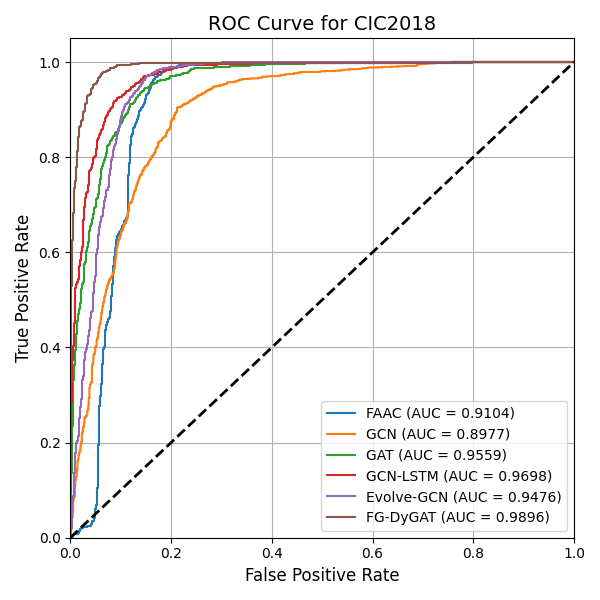 ROC Curve for CIC2018
True Positive Rate
1.0
0.8
0.6
0.4
0.2
0.0
0.0 0.2 0.4 0.6 0.8 1.0
False Positive Rate
FAAC (AUC = 0.9104)
GCN (AUC = 0.8977)
GAT (AUC = 0.9559)
GCN-LSTM (AUC = 0.9698)
Evolve-GCN (AUC = 0.9476)
FG-DyGAT (AUC = 0.9896)